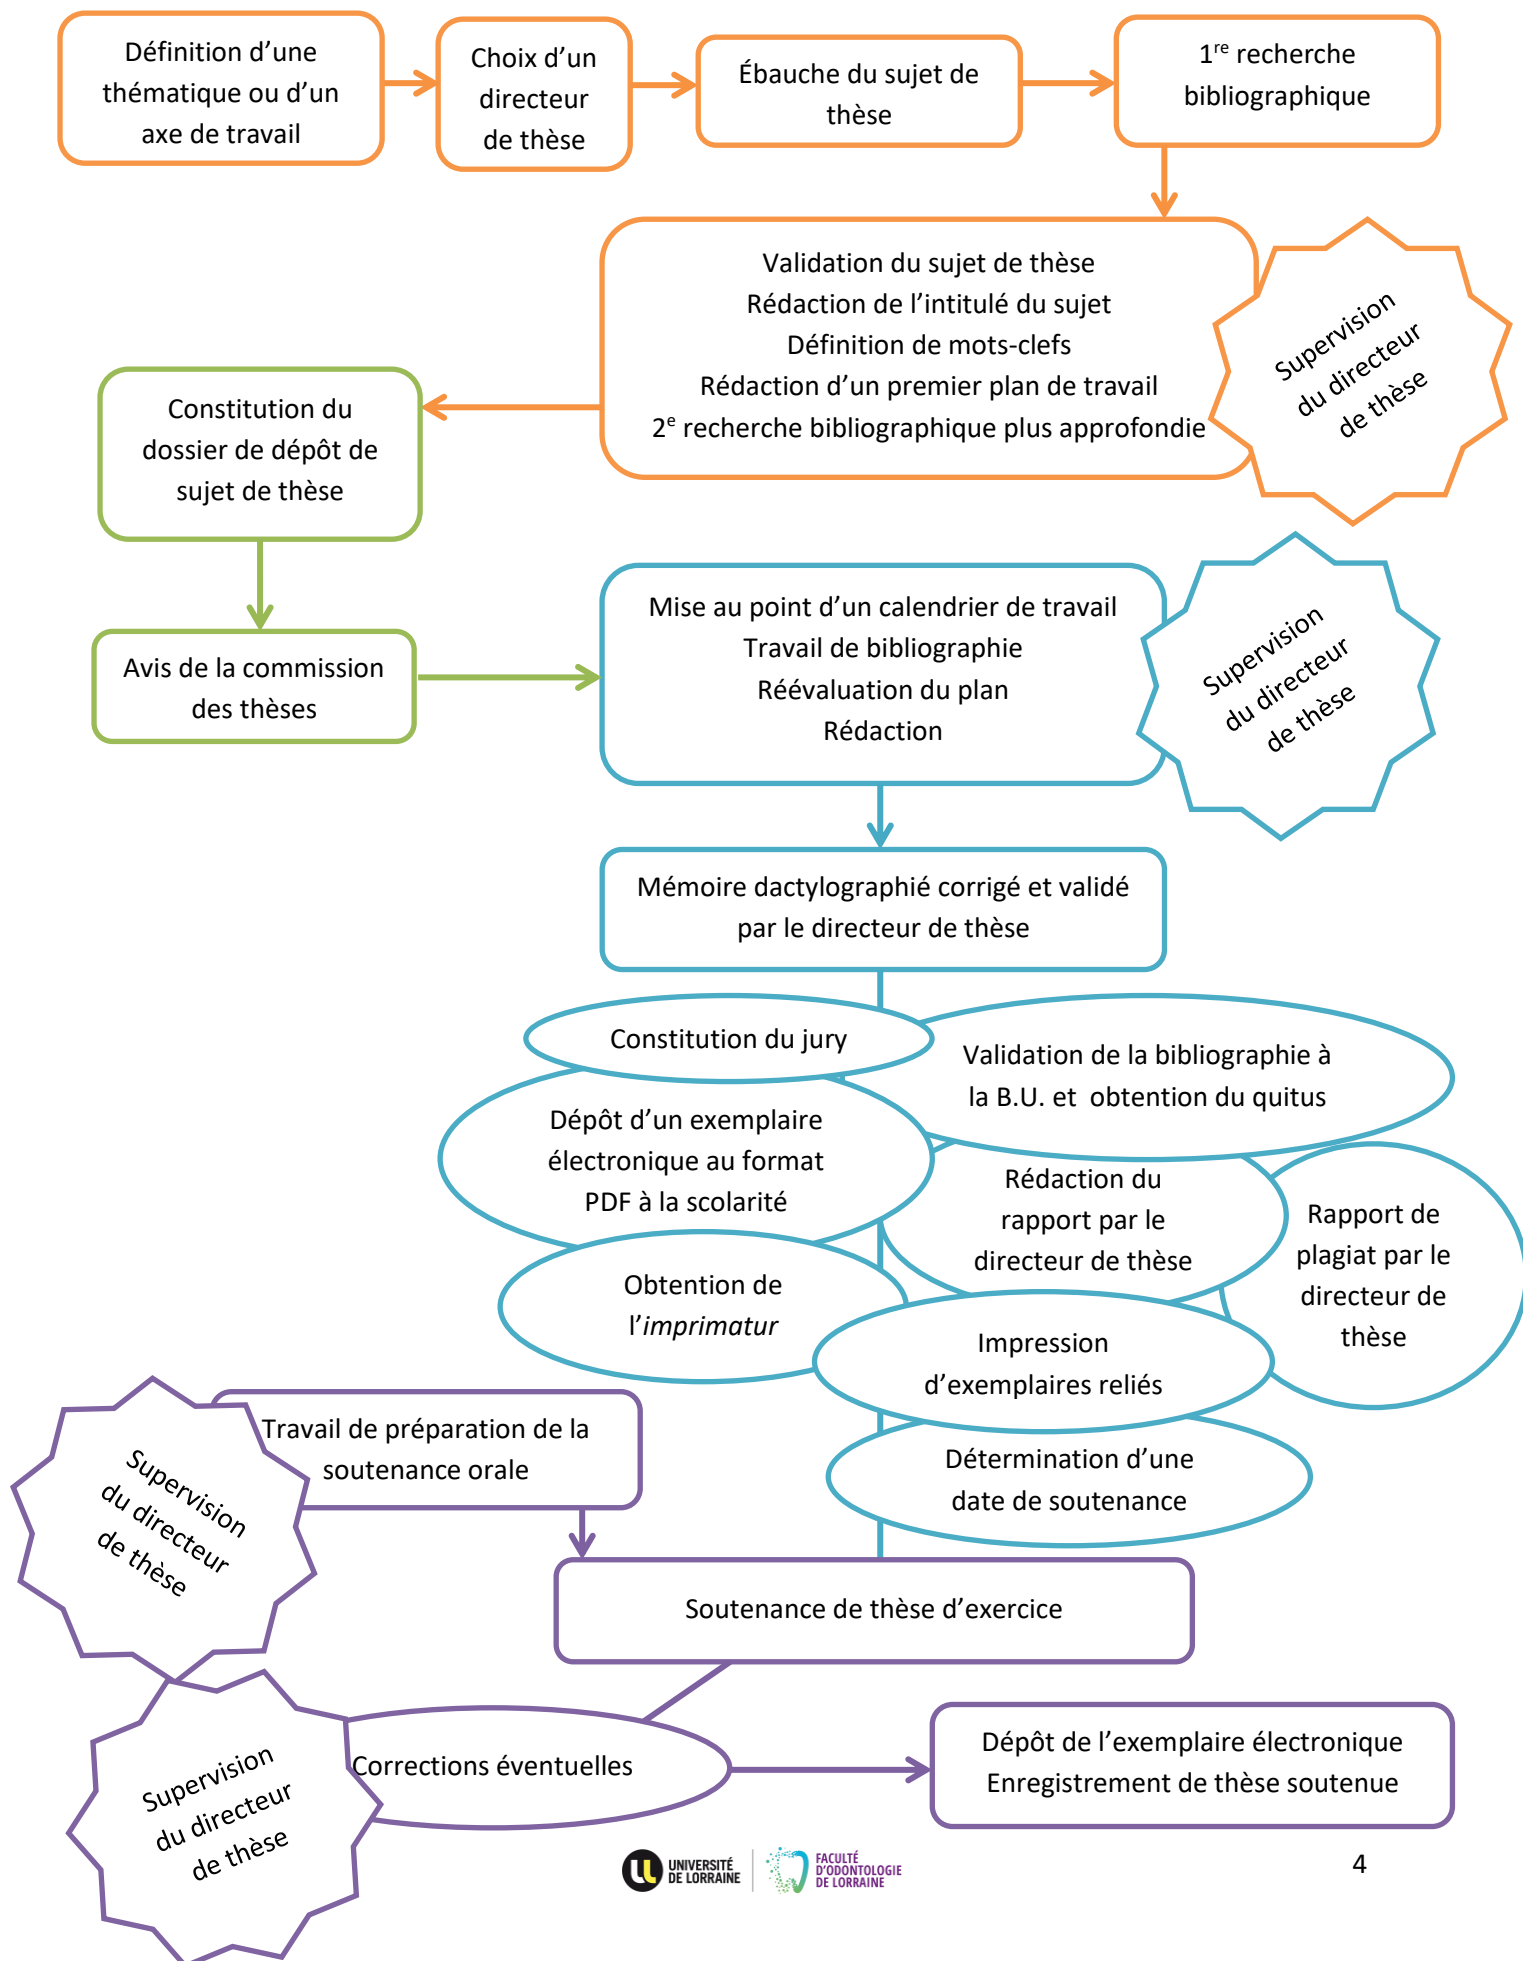 Définition d’une
thématique ou d’un
axe de travail
Choix d’un
directeur
de thèse
Ébauche du sujet de
thèse
1re recherche
bibliographique
Validation du sujet de thèse
Rédaction de l’intitulé du sujet
Définition de mots-clefs
Rédaction d’un premier plan de travail
2e recherche bibliographique plus approfondie
Supervision
du directeur
de thèse
Constitution du
dossier de dépôt de
sujet de thèse
Avis de la commission
des thèses
Mise au point d’un calendrier de travail
Travail de bibliographie
Réévaluation du plan
Rédaction
Supervision
du directeur
de thèse
Mémoire dactylographié corrigé et validé
par le directeur de thèse
Constitution du jury
Validation de la bibliographie à
la B.U. et  obtention du quitus
Dépôt d’un exemplaire
électronique au format
PDF à la scolarité
Rédaction du
rapport par le
directeur de thèse
Rapport de
plagiat par le
directeur de
thèse
Obtention de
l’imprimatur
Impression
d’exemplaires reliés
Détermination d’une
date de soutenance
Travail de préparation de la
soutenance orale
Supervision
du directeur
de thèse
Soutenance de thèse d’exercice
Corrections éventuelles
Supervision
du directeur
de thèse
Dépôt de l’exemplaire électronique
Enregistrement de thèse soutenue
UNIVERSITÉ
DE LORRAINE
FACULTÉ
D'ODONTOLOGIE
DE LORRAINE
4